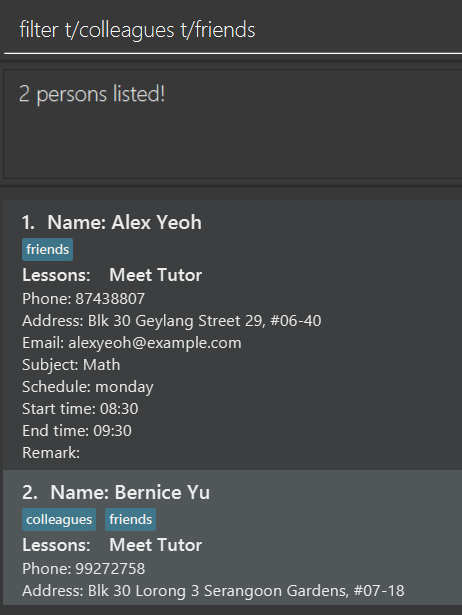 filter t/colleagues t/friends
2 persons listed!
1. Name: Alex Yeoh
friends
Lessons: Meet Tutor
Phone: 87438807
Address: Blk 30 Geylang Street 29, #06-40
Email: alexyeoh@example.com
Subject: Math
Schedule: monday
Start time: 08:30
End time: 09:30
Remark:
2. Name: Bernice Yu
colleagues friends
Lessons: Meet Tutor
Phone: 99272758
Address: Blk 30 Lorong 3 Serangoon Gardens, #07-18